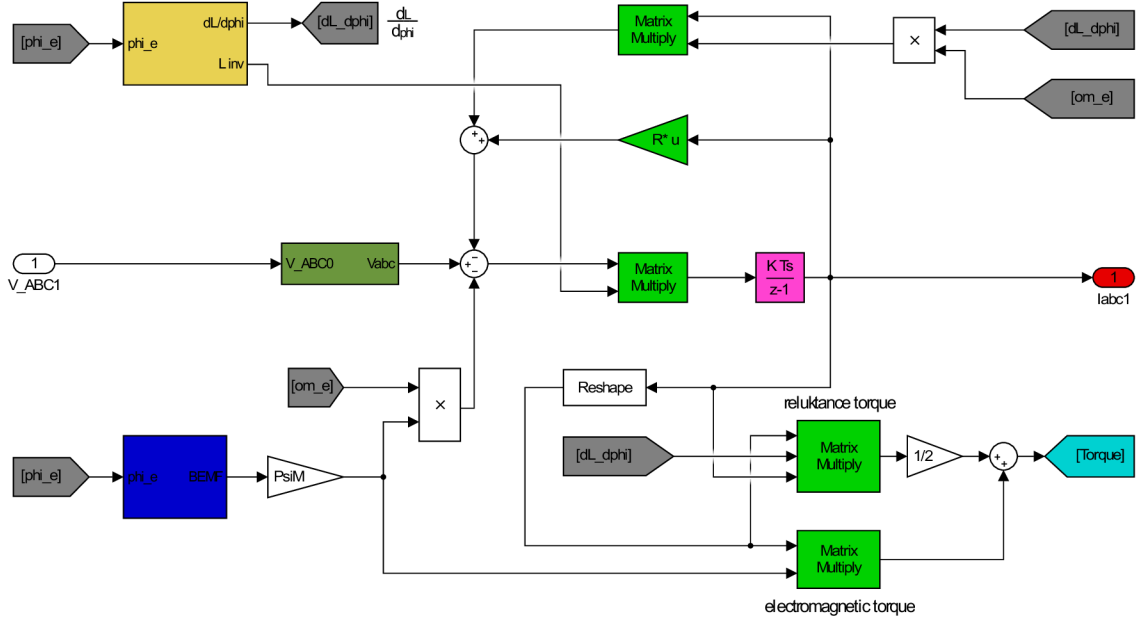 [phi_e]
phi_e
dL/dphi
L inv
[dL_dphi]
dL
dphi
Matrix
Multiply
×
[dL_dphi]
[om_e]
+
+
R* u
1
V_ABC1
V_ABC0
Vabc
+
−
−
Matrix
Multiply
K Ts
z-1
1
Iabc1
[om_e]
×
Reshape
reluktance torque
[dL_dphi]
Matrix
Multiply
1/2
+
+
[Torque]
[phi_e]
BEMF
PsiM
Matrix
Multiply
electromagnetic torque